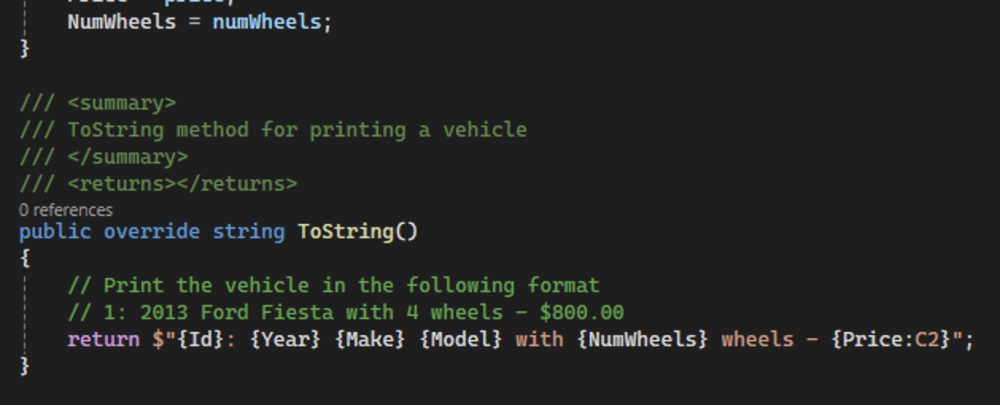 NumWheels = numWheels;
}
/// <summary>
/// ToString method for printing a vehicle
/// </summary>
/// <returns></returns>
0 references
public override string ToString()
{
// Print the vehicle in the following format
// 1: 2013 Ford Fiesta with 4 wheels - $800.00
return $"{Id}: {Year} {Make} {Model} with {NumWheels} wheels - {Price:C2}";
}